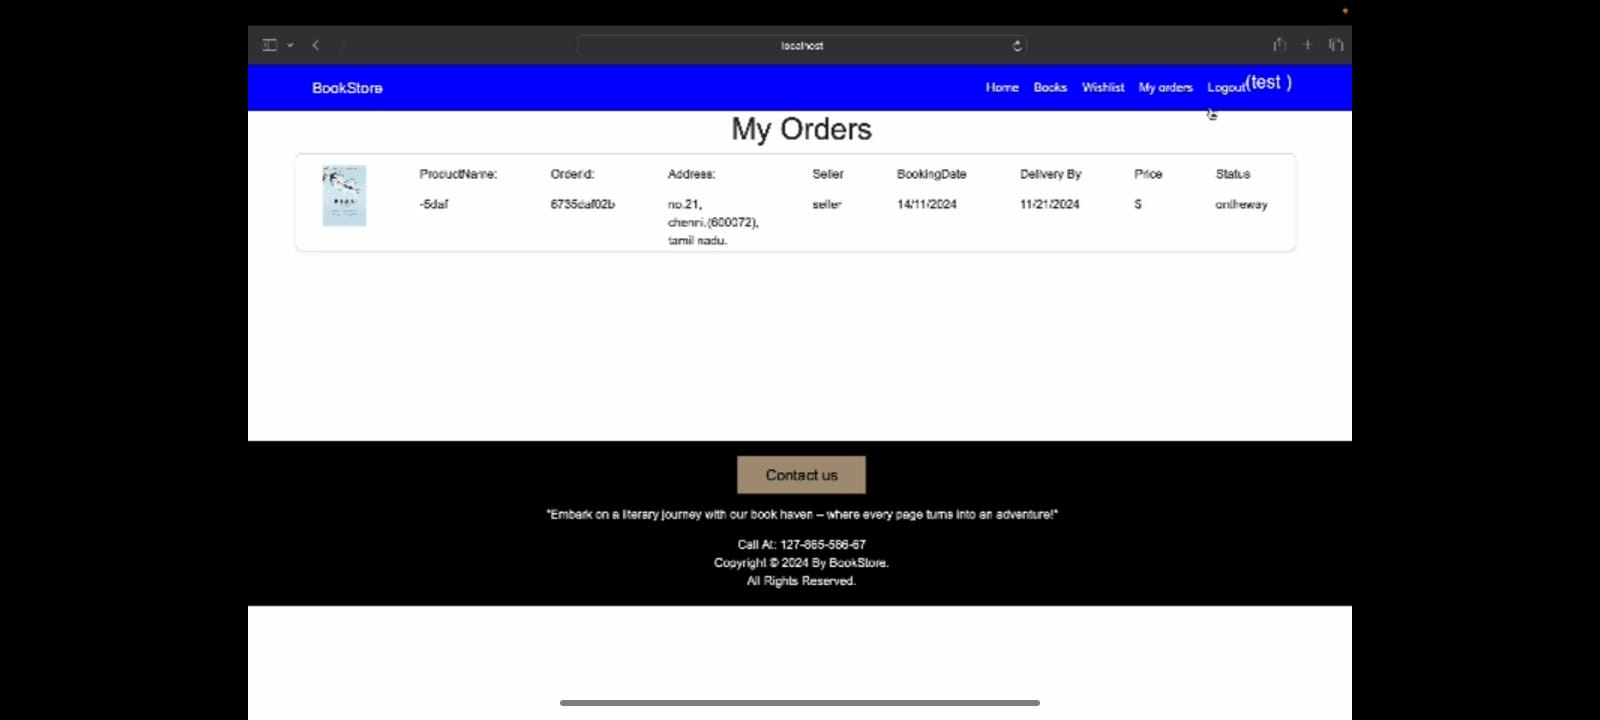 localhost
BookStore Home Books Wishlist My orders Logout(test )
My Orders
ProductName: OrderId: Address: Seller BookingDate Delivery By Price Status
-5daf 6735daf02b no.21, seller 14/11/2024 11/21/2024 $ ontheway
chenni.(600072),
tamil nadu.
Contact us
"Embark on a literary journey with our book haven – where every page turns into an adventure!"
Call At: 127-865-586-67
Copyright © 2024 By BookStore.
All Rights Reserved.